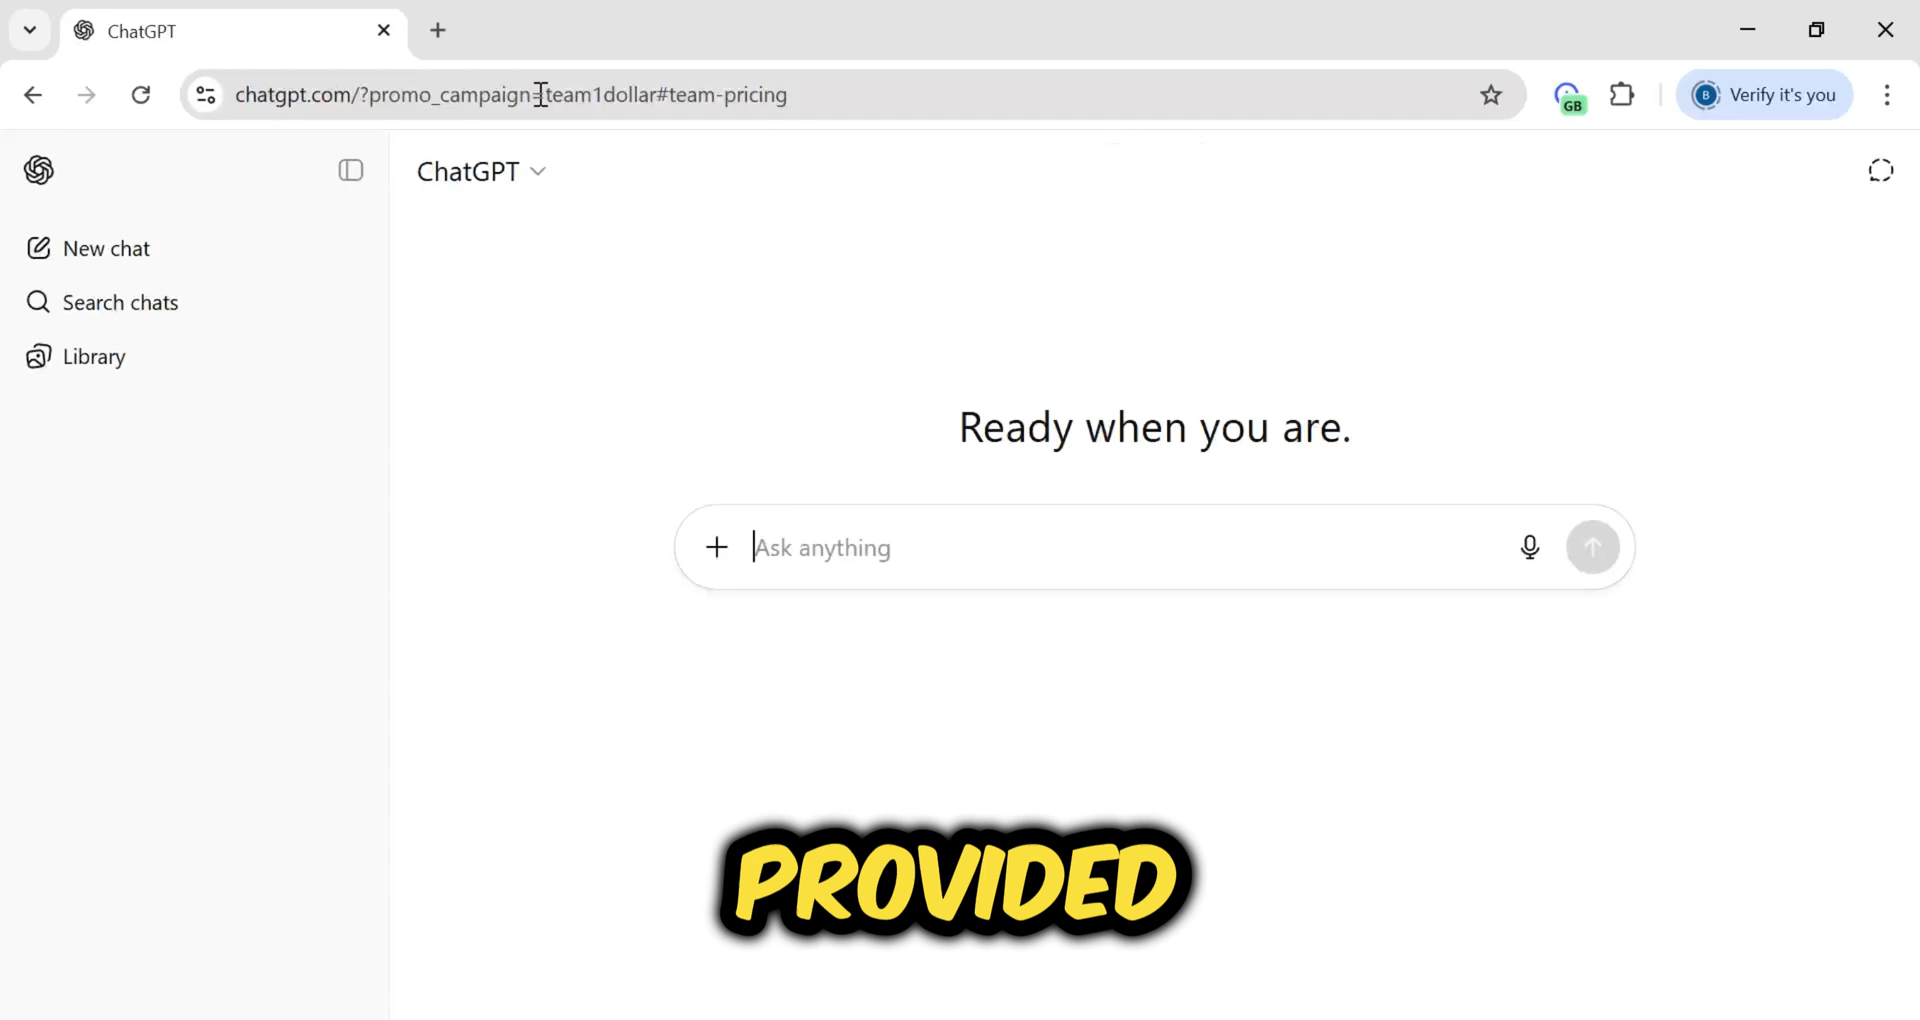 ChatGPT
chatgpt.com/?promo_campaign=team1dollar#team-pricing
GB
B
Verify it's you
ChatGPT
New chat
Search chats
Library
Ready when you are.
Ask anything
PROVIDED